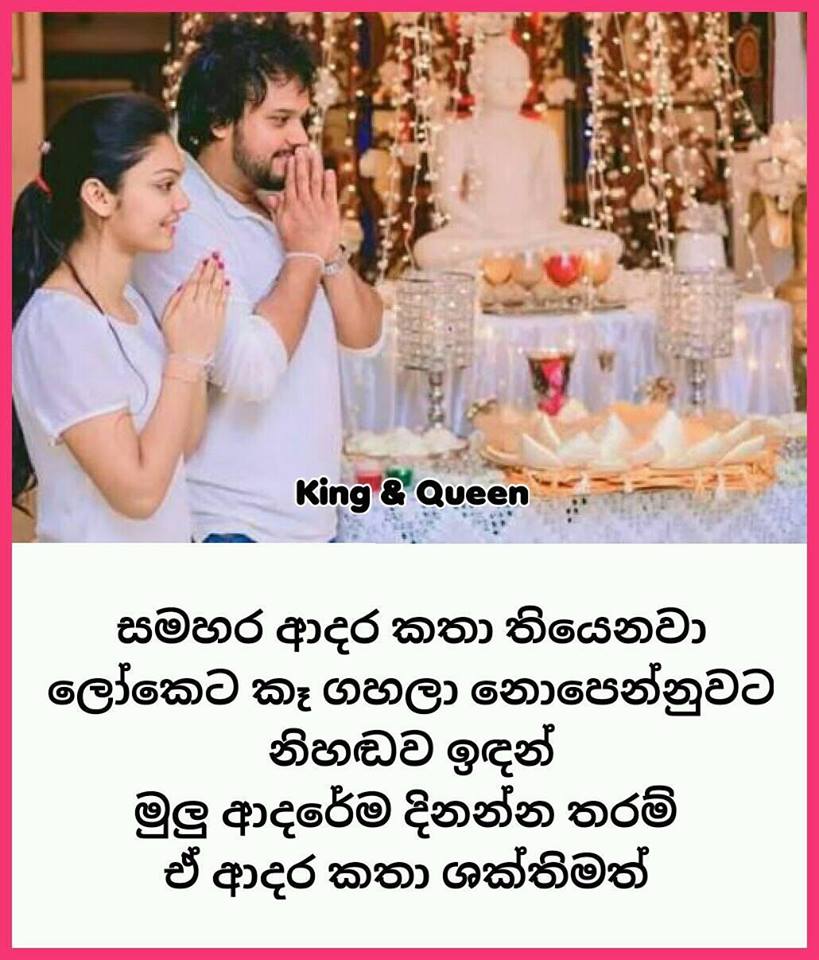 King & Queen
සමහර ආදර කතා තියෙනවා
ලෝකෙට කෑ ගහලා නොපෙන්නුවට
නිහඬව ඉඳන්
මුලු ආදරේම දිනන්න තරම්
ඒ ආදර කතා ශක්තිමත්